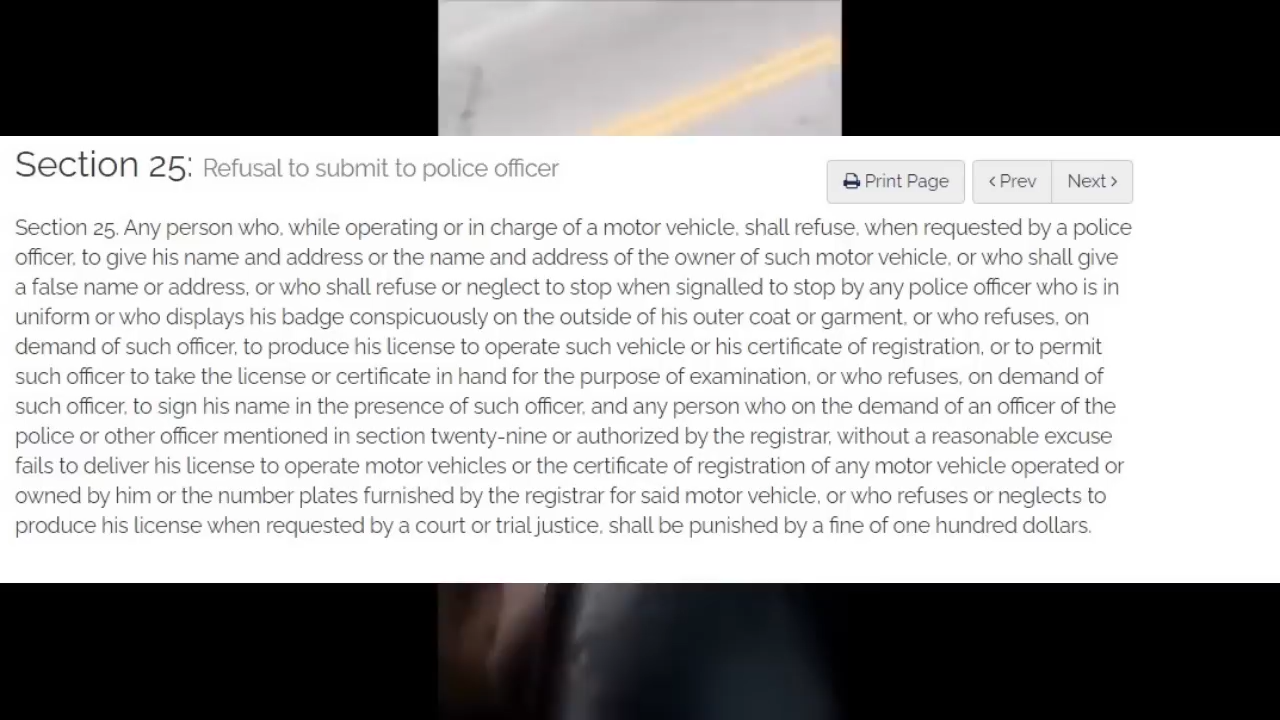 Section 25: Refusal to submit to police officer
Print Page
‹ Prev
Next ›
Section 25. Any person who, while operating or in charge of a motor vehicle, shall refuse, when requested by a police
officer, to give his name and address or the name and address of the owner of such motor vehicle, or who shall give
a false name or address, or who shall refuse or neglect to stop when signalled to stop by any police officer who is in
uniform or who displays his badge conspicuously on the outside of his outer coat or garment, or who refuses, on
demand of such officer, to produce his license to operate such vehicle or his certificate of registration, or to permit
such officer to take the license or certificate in hand for the purpose of examination, or who refuses, on demand of
such officer, to sign his name in the presence of such officer, and any person who on the demand of an officer of the
police or other officer mentioned in section twenty-nine or authorized by the registrar, without a reasonable excuse
fails to deliver his license to operate motor vehicles or the certificate of registration of any motor vehicle operated or
owned by him or the number plates furnished by the registrar for said motor vehicle, or who refuses or neglects to
produce his license when requested by a court or trial justice, shall be punished by a fine of one hundred dollars.